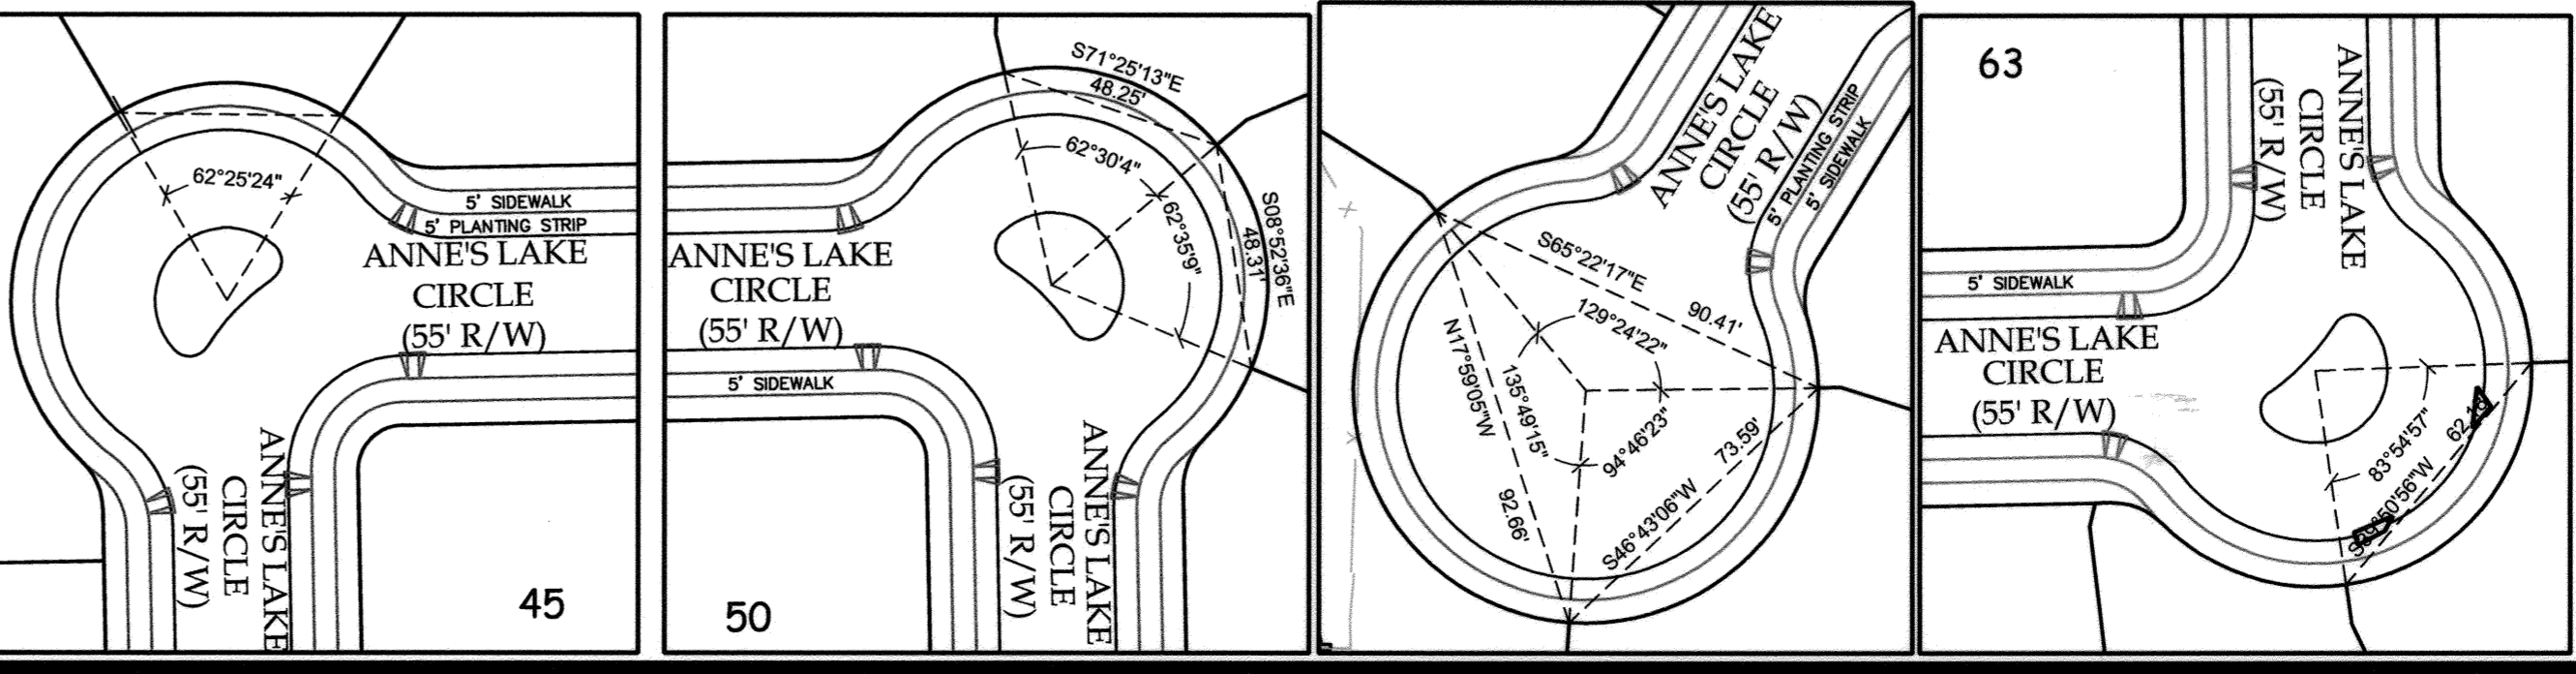 62°25'24"
5' SIDEWALK
5' PLANTING STRIP
ANNE'S LAKE
CIRCLE
(55' R/W)
ANNE'S LAKE
CIRCLE
(55' R/W)
45
S71°25'13"E
48.25'
62°30'4"
62°35'9"
S08°52'36"E
48.31'
ANNE'S LAKE
CIRCLE
(55' R/W)
5' SIDEWALK
ANNE'S LAKE
CIRCLE
(55' R/W)
50
ANNE'S LAKE
CIRCLE
(55' R/W)
5' PLANTING STRIP
5' SIDEWALK
S65°22'17"E
90.41'
129°24'22"
N17°59'05"W
92.66'
135°49'15"
94°46'23"
73.59'
S46°43'06"W
63
ANNE'S LAKE
CIRCLE
(55' R/W)
5' SIDEWALK
ANNE'S LAKE
CIRCLE
(55' R/W)
83°54'57"